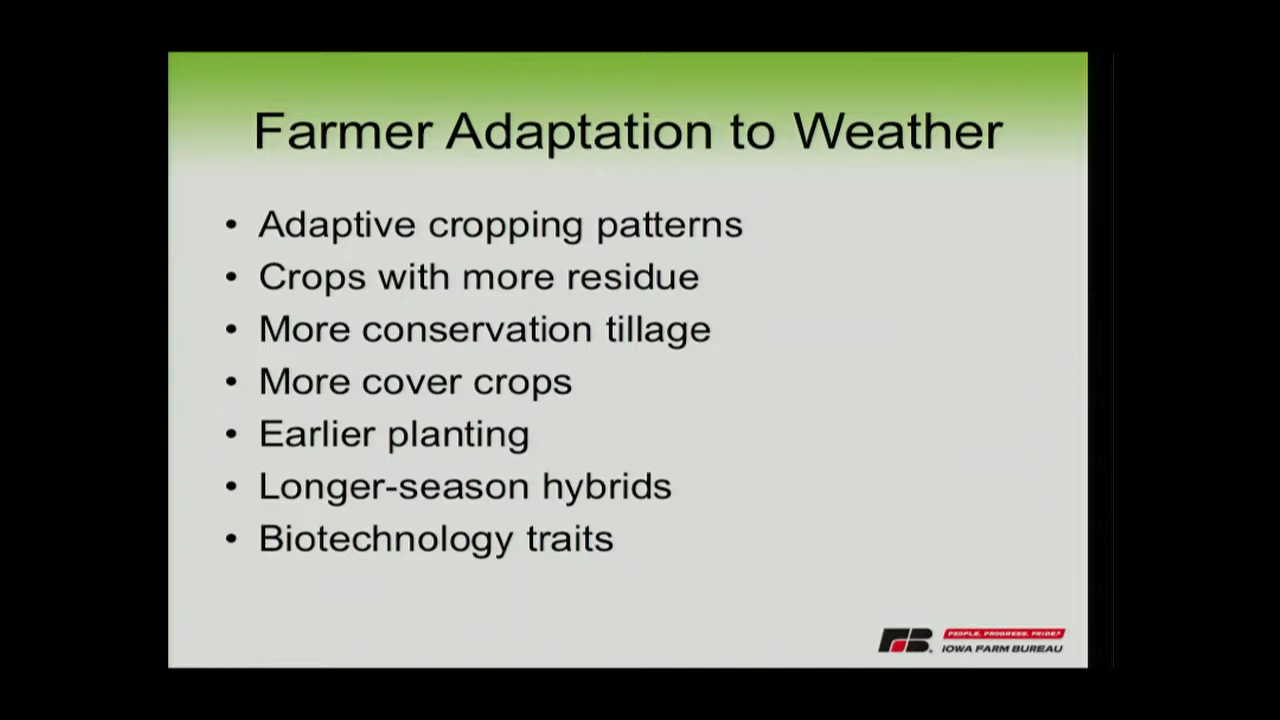 Farmer Adaptation to Weather
• Adaptive cropping patterns
• Crops with more residue
• More conservation tillage
• More cover crops
• Earlier planting
• Longer-season hybrids
• Biotechnology traits
FB
PEOPLE. PROGRESS. PRIDE.
IOWA FARM BUREAU